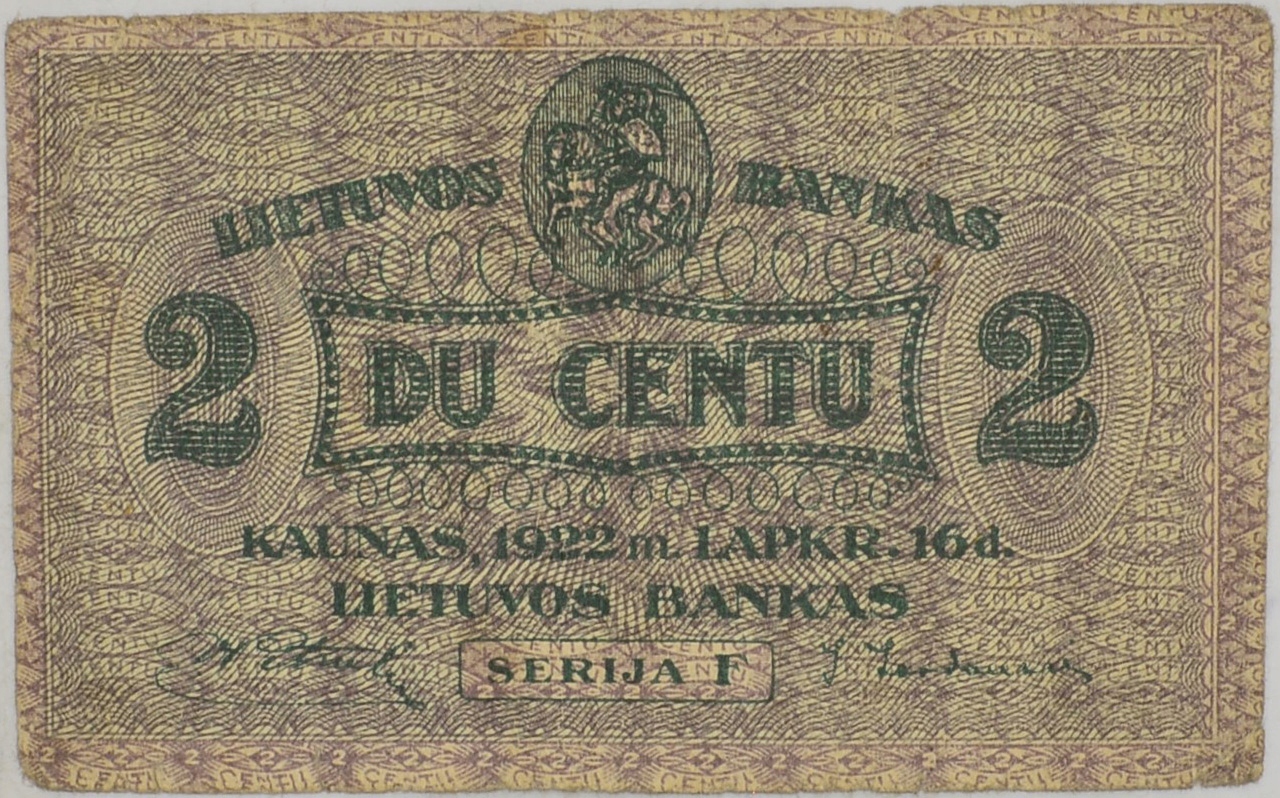 LIETUVOS BANKAS
2 DU CENTU 2
KAUNAS, 1922 m. LAPKR. 16 d.
LIETUVOS BANKAS
SERIJA F